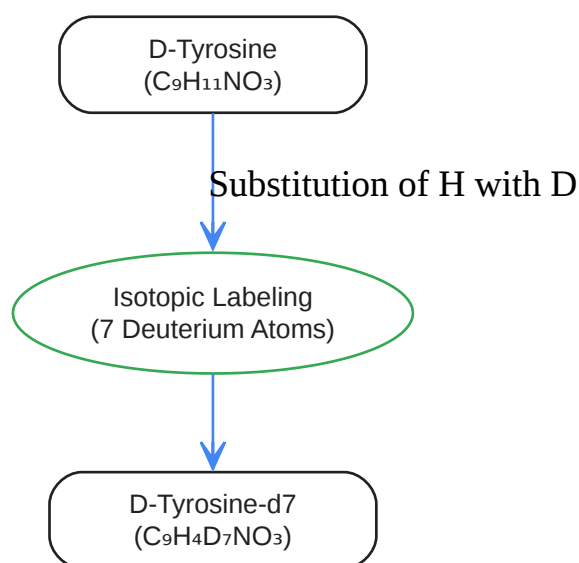 D-Tyrosine
(C₉H₁₁NO₃)
Substitution of H with D
Isotopic Labeling
(7 Deuterium Atoms)
D-Tyrosine-d7
(C₉H₄D₇NO₃)